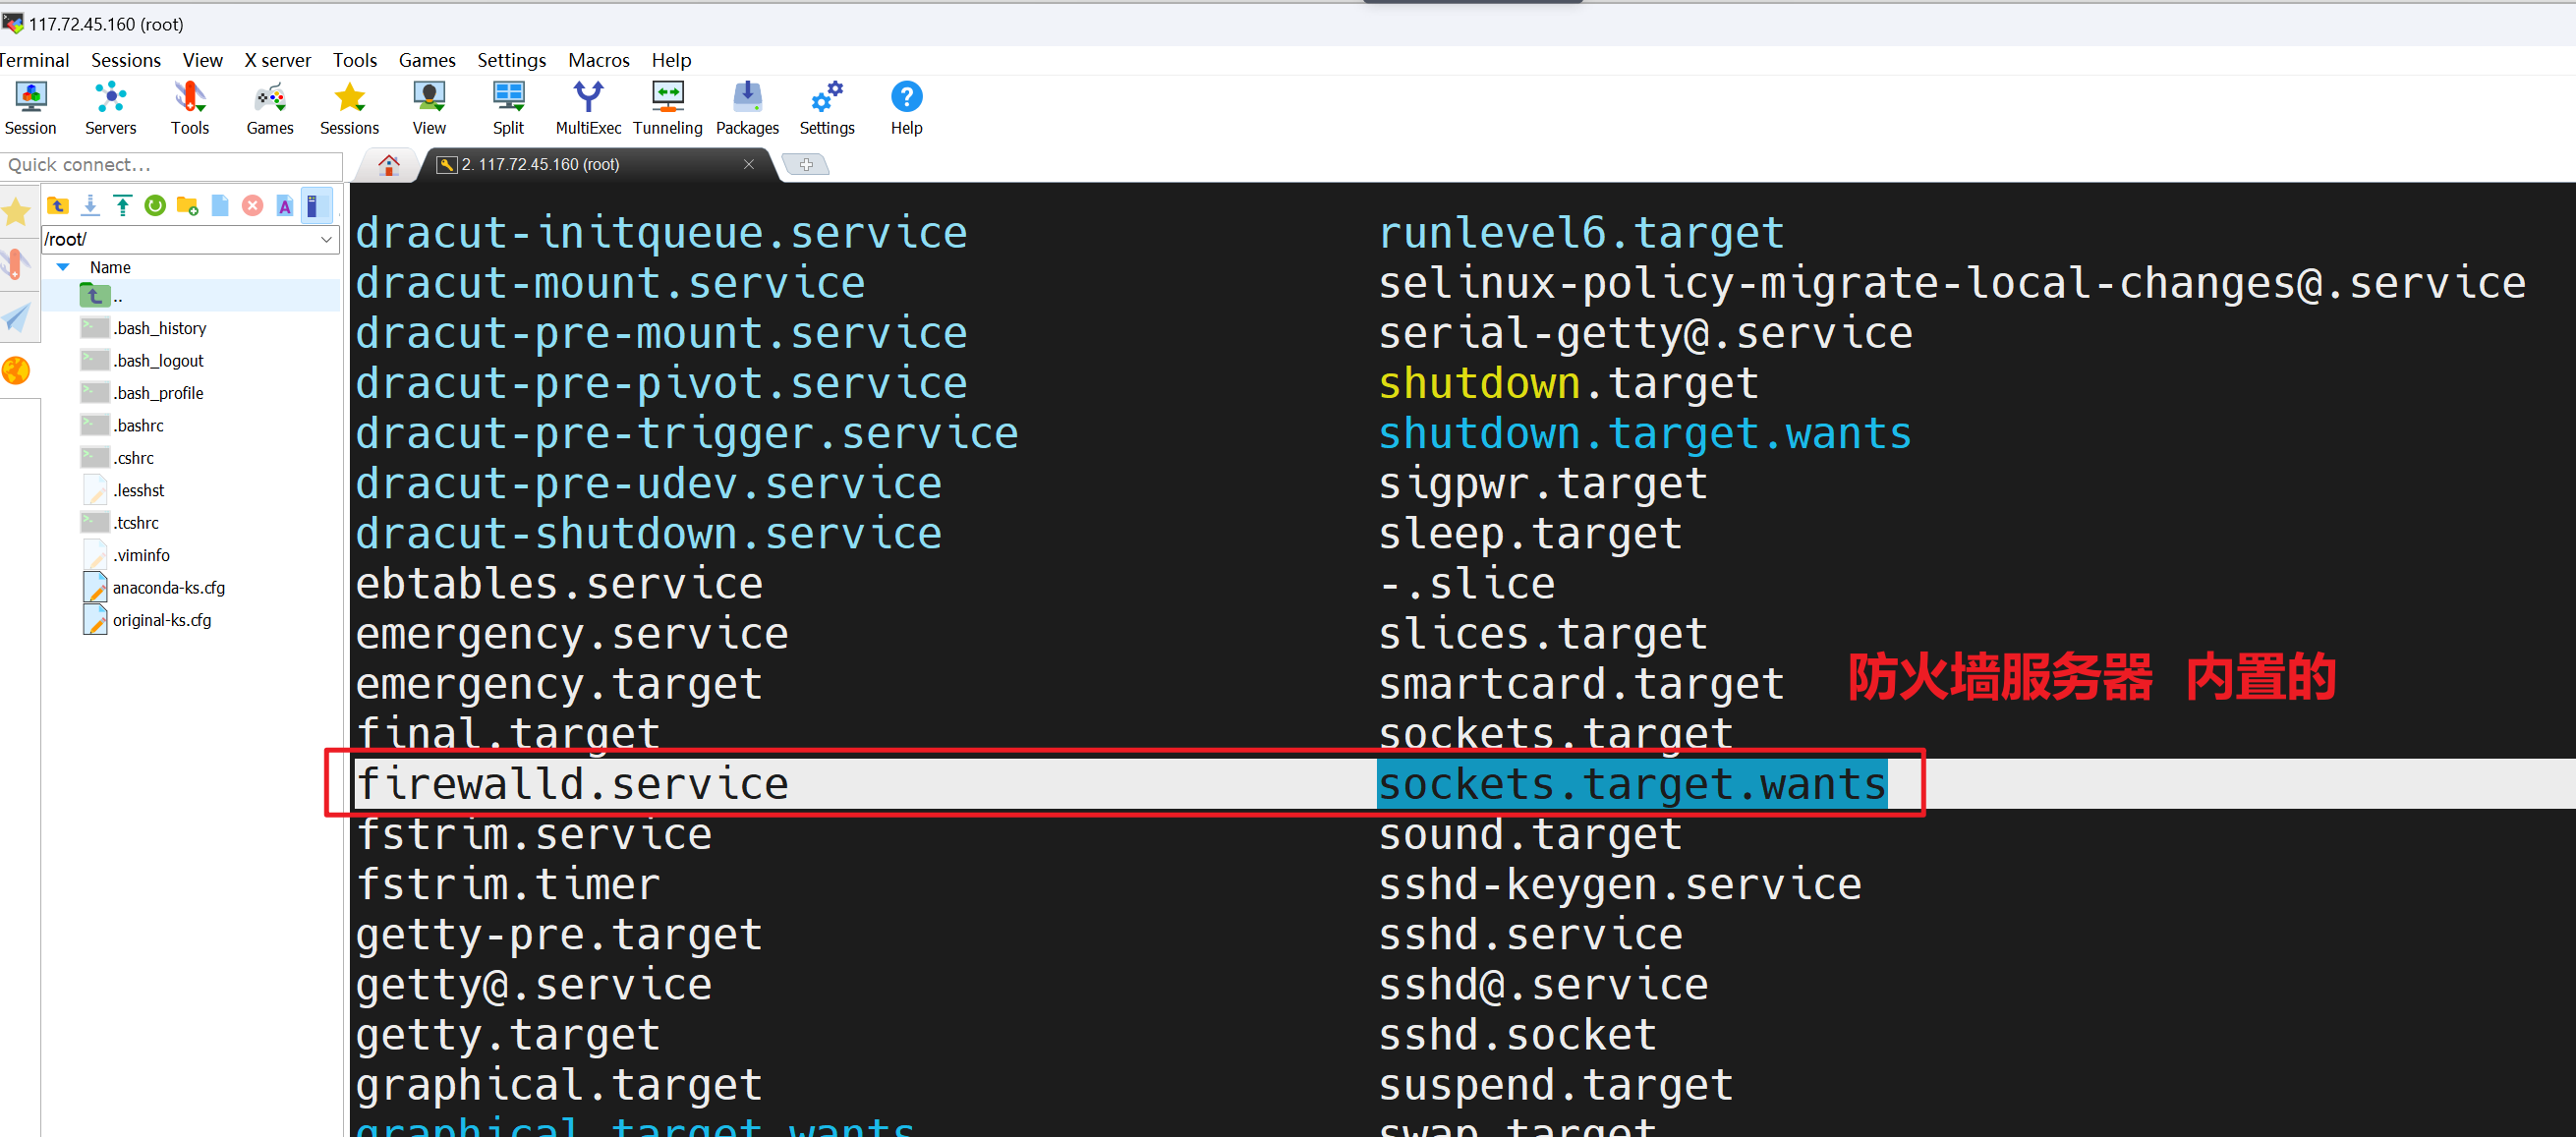 117.72.45.160 (root)
Terminal Sessions View X server Tools Games Settings Macros Help
Session Servers Tools Games Sessions View Split MultiExec Tunneling Packages Settings Help
Quick connect...
2. 117.72.45.160 (root)
/root/
Name
..
.bash_history
.bash_logout
.bash_profile
.bashrc
.cshrc
.lesshst
.tcshrc
.viminfo
anaconda-ks.cfg
original-ks.cfg
dracut-initqueue.service runlevel6.target
dracut-mount.service selinux-policy-migrate-local-changes@.service
dracut-pre-mount.service serial-getty@.service
dracut-pre-pivot.service shutdown.target
dracut-pre-trigger.service shutdown.target.wants
dracut-pre-udev.service sigpwr.target
dracut-shutdown.service sleep.target
ebtables.service -.slice
emergency.service slices.target
emergency.target smartcard.target
防火墙服务器 内置的
final.target sockets.target
firewalld.service sockets.target.wants
fstrim.service sound.target
fstrim.timer sshd-keygen.service
getty-pre.target sshd.service
getty@.service sshd@.service
getty.target sshd.socket
graphical.target suspend.target
graphical.target.wants swap.target